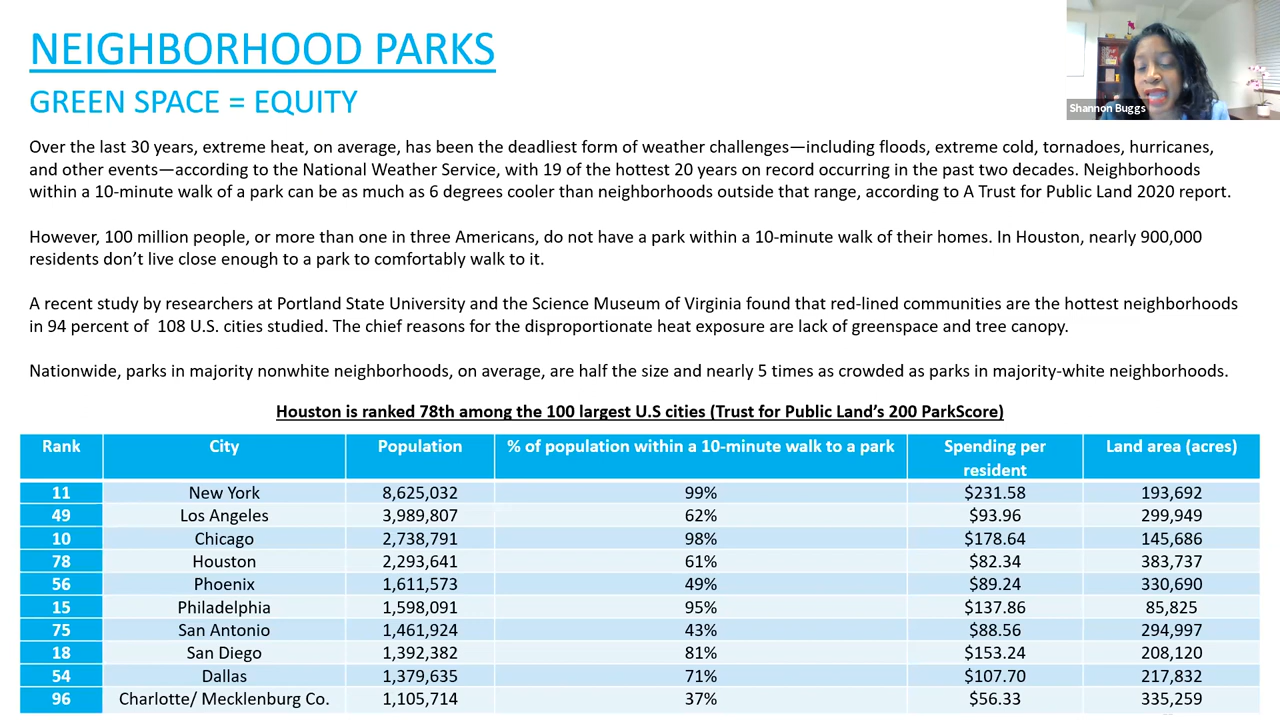 NEIGHBORHOOD PARKS
GREEN SPACE = EQUITY
Shannon Buggs
Over the last 30 years, extreme heat, on average, has been the deadliest form of weather challenges—including floods, extreme cold, tornadoes, hurricanes,
and other events—according to the National Weather Service, with 19 of the hottest 20 years on record occurring in the past two decades. Neighborhoods
within a 10-minute walk of a park can be as much as 6 degrees cooler than neighborhoods outside that range, according to A Trust for Public Land 2020 report.
However, 100 million people, or more than one in three Americans, do not have a park within a 10-minute walk of their homes. In Houston, nearly 900,000
residents don't live close enough to a park to comfortably walk to it.
A recent study by researchers at Portland State University and the Science Museum of Virginia found that red-lined communities are the hottest neighborhoods
in 94 percent of 108 U.S. cities studied. The chief reasons for the disproportionate heat exposure are lack of greenspace and tree canopy.
Nationwide, parks in majority nonwhite neighborhoods, on average, are half the size and nearly 5 times as crowded as parks in majority-white neighborhoods.
Houston is ranked 78th among the 100 largest U.S cities (Trust for Public Land's 200 ParkScore)
Rank City Population % of population within a 10-minute walk to a park Spending per resident Land area (acres)
11 New York 8,625,032 99% $231.58 193,692
49 Los Angeles 3,989,807 62% $93.96 299,949
10 Chicago 2,738,791 98% $178.64 145,686
78 Houston 2,293,641 61% $82.34 383,737
56 Phoenix 1,611,573 49% $89.24 330,690
15 Philadelphia 1,598,091 95% $137.86 85,825
75 San Antonio 1,461,924 43% $88.56 294,997
18 San Diego 1,392,382 81% $153.24 208,120
54 Dallas 1,379,635 71% $107.70 217,832
96 Charlotte/ Mecklenburg Co. 1,105,714 37% $56.33 335,259